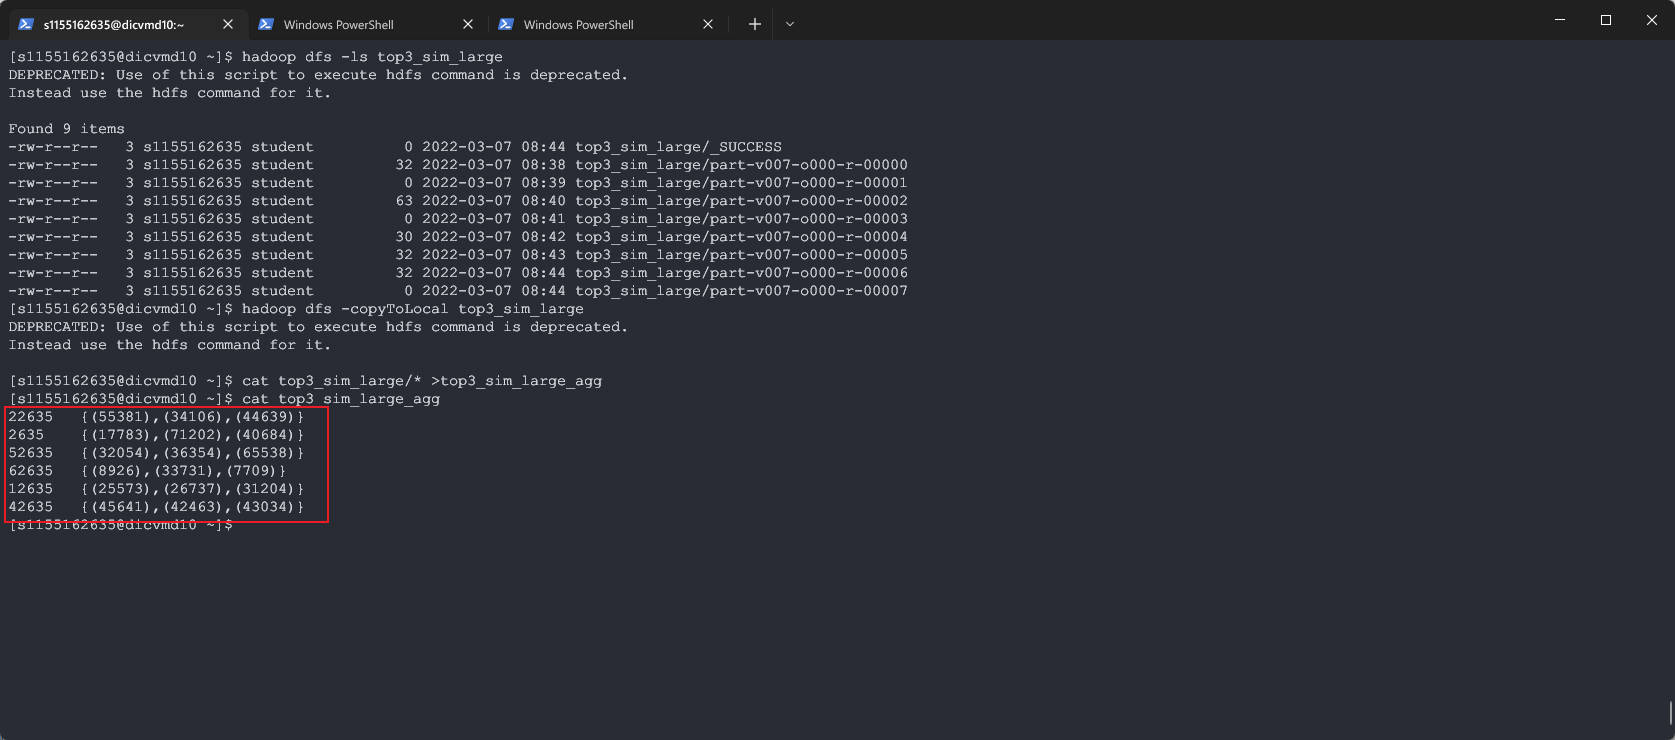 s1155162635@dicvmd10:~ Windows PowerShell Windows PowerShell
[s1155162635@dicvmd10 ~]$ hadoop dfs -ls top3_sim_large
DEPRECATED: Use of this script to execute hdfs command is deprecated.
Instead use the hdfs command for it.
Found 9 items
-rw-r--r--   3 s1155162635 student          0 2022-03-07 08:44 top3_sim_large/_SUCCESS
-rw-r--r--   3 s1155162635 student         32 2022-03-07 08:38 top3_sim_large/part-v007-o000-r-00000
-rw-r--r--   3 s1155162635 student          0 2022-03-07 08:39 top3_sim_large/part-v007-o000-r-00001
-rw-r--r--   3 s1155162635 student         63 2022-03-07 08:40 top3_sim_large/part-v007-o000-r-00002
-rw-r--r--   3 s1155162635 student          0 2022-03-07 08:41 top3_sim_large/part-v007-o000-r-00003
-rw-r--r--   3 s1155162635 student         30 2022-03-07 08:42 top3_sim_large/part-v007-o000-r-00004
-rw-r--r--   3 s1155162635 student         32 2022-03-07 08:43 top3_sim_large/part-v007-o000-r-00005
-rw-r--r--   3 s1155162635 student         32 2022-03-07 08:44 top3_sim_large/part-v007-o000-r-00006
-rw-r--r--   3 s1155162635 student          0 2022-03-07 08:44 top3_sim_large/part-v007-o000-r-00007
[s1155162635@dicvmd10 ~]$ hadoop dfs -copyToLocal top3_sim_large
DEPRECATED: Use of this script to execute hdfs command is deprecated.
Instead use the hdfs command for it.
[s1155162635@dicvmd10 ~]$ cat top3_sim_large/* >top3_sim_large_agg
[s1155162635@dicvmd10 ~]$ cat top3_sim_large_agg
22635   {(55381),(34106),(44639)}
2635    {(17783),(71202),(40684)}
52635   {(32054),(36354),(65538)}
62635   {(8926),(33731),(7709)}
12635   {(25573),(26737),(31204)}
42635   {(45641),(42463),(43034)}
[s1155162635@dicvmd10 ~]$